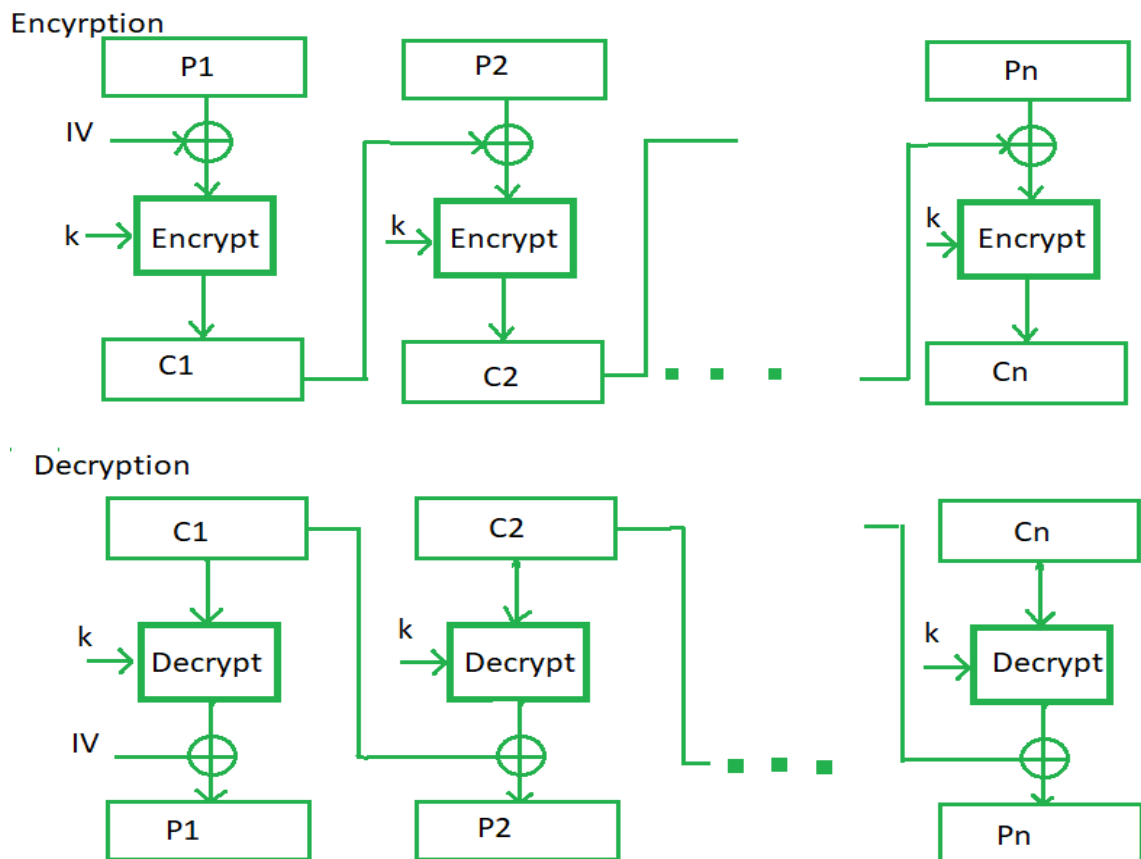 Encyrption
P1 P2 Pn
IV
k Encrypt k Encrypt k Encrypt
C1 C2 Cn
Decryption
C1 C2 Cn
k Decrypt k Decrypt k Decrypt
IV
P1 P2 Pn